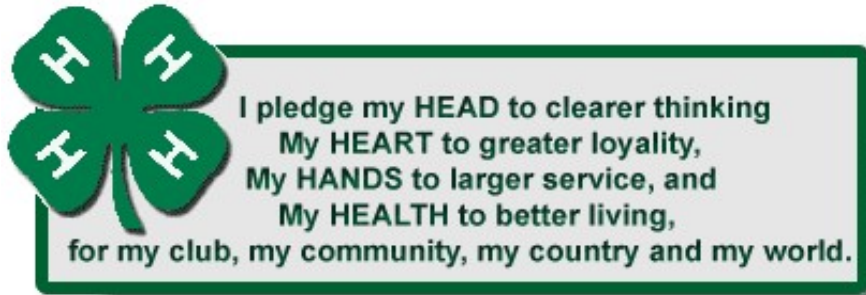 H H
H H
I pledge my HEAD to clearer thinking
My HEART to greater loyality,
My HANDS to larger service, and
My HEALTH to better living,
for my club, my community, my country and my world.